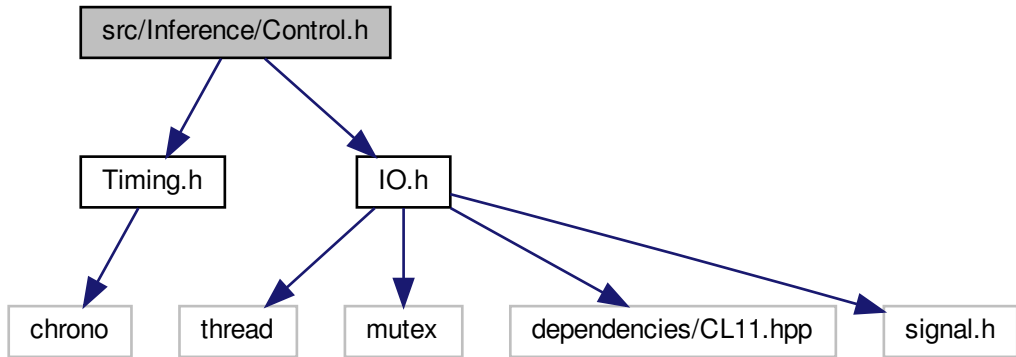 src/Inference/Control.h
Timing.h
IO.h
chrono
thread
mutex
dependencies/CL11.hpp
signal.h